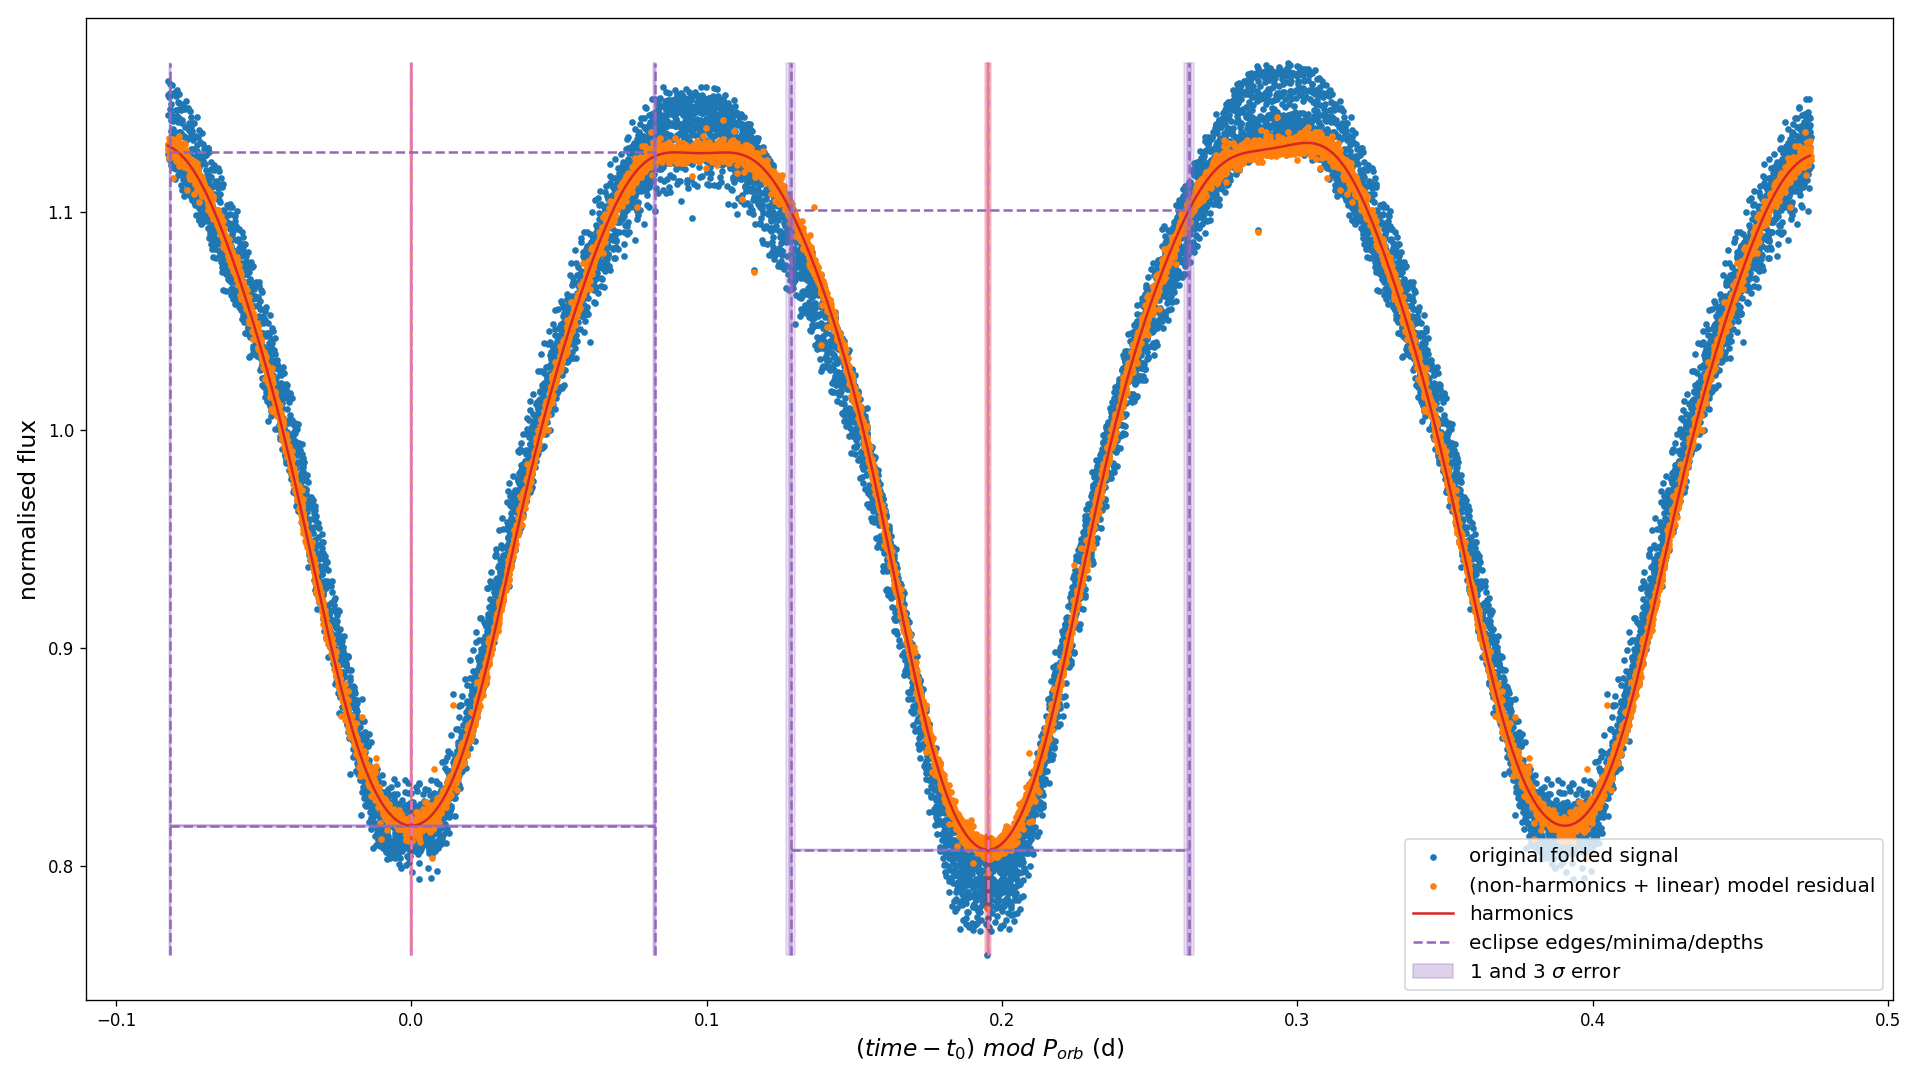 normalised flux
1.1
1.0
0.9
0.8
−0.1
0.0
0.1
0.2
0.3
0.4
0.5
(time − t₀) mod Pₒᵣb (d)
original folded signal
(non-harmonics + linear) model residual
harmonics
eclipse edges/minima/depths
1 and 3 σ error